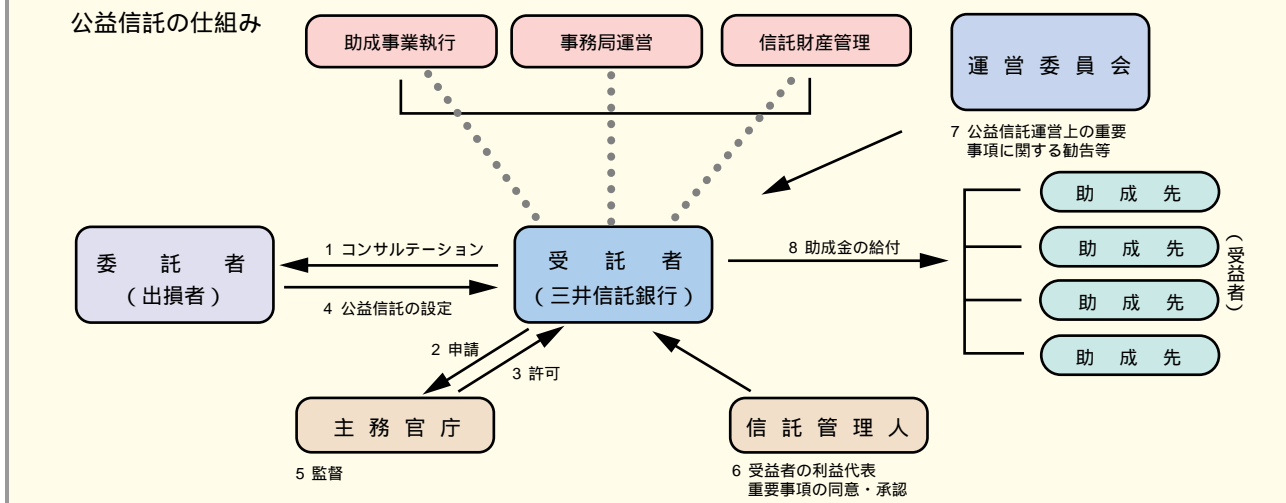 公益信託の仕組み
助成事業執行
事務局運営
信託財産管理
運営委員会
7 公益信託運営上の重要
事項に関する勧告等
助成先
助成先
助成先
助成先
（受益者）
委託者
（出損者）
1 コンサルテーション
4 公益信託の設定
受託者
（三井信託銀行）
8 助成金の給付
2 申請
3 許可
主務官庁
5 監督
信託管理人
6 受益者の利益代表
重要事項の同意・承認